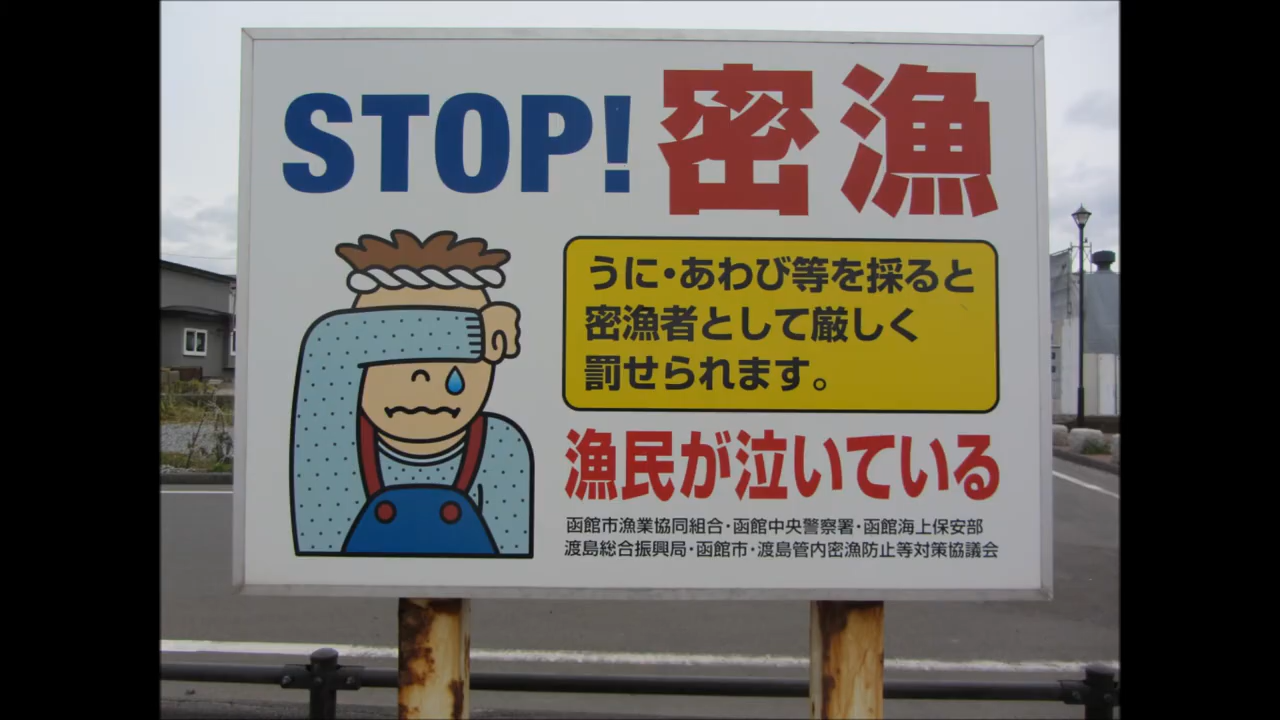 STOP!密漁
うに・あわび等を採ると
密漁者として厳しく
罰せられます。
漁民が泣いている
函館市漁業協同組合・函館中央警察署・函館海上保安部
渡島総合振興局・函館市・渡島管内密漁防止等対策協議会